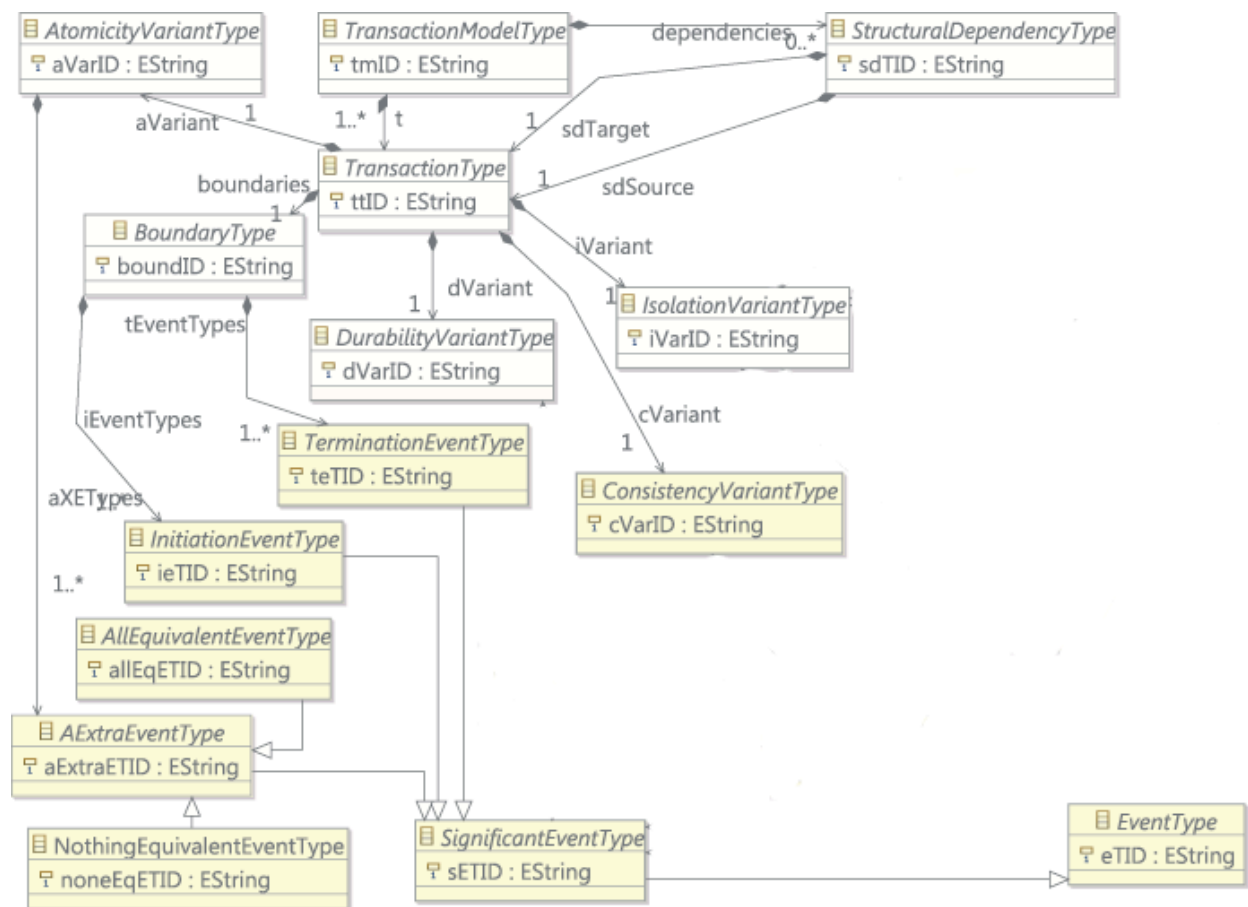 AtomicityVariantType
aVarID : EString
TransactionModelType
tmID : EString
dependencies
0..*
StructuralDependencyType
sdTID : EString
aVariant
1
1..*
t
1
sdTarget
TransactionType
ttID : EString
1
sdSource
boundaries
1
BoundaryType
boundID : EString
iVariant
1
dVariant
1
IsolationVariantType
iVarID : EString
tEventTypes
DurabilityVariantType
dVarID : EString
iEventTypes
cVariant
1
1..*
TerminationEventType
teTID : EString
ConsistencyVariantType
cVarID : EString
aXETypes
1..*
InitiationEventType
ieTID : EString
1..*
AllEquivalentEventType
allEqETID : EString
AExtraEventType
aExtraETID : EString
NothingEquivalentEventType
noneEqETID : EString
SignificantEventType
sETID : EString
EventType
eTID : EString